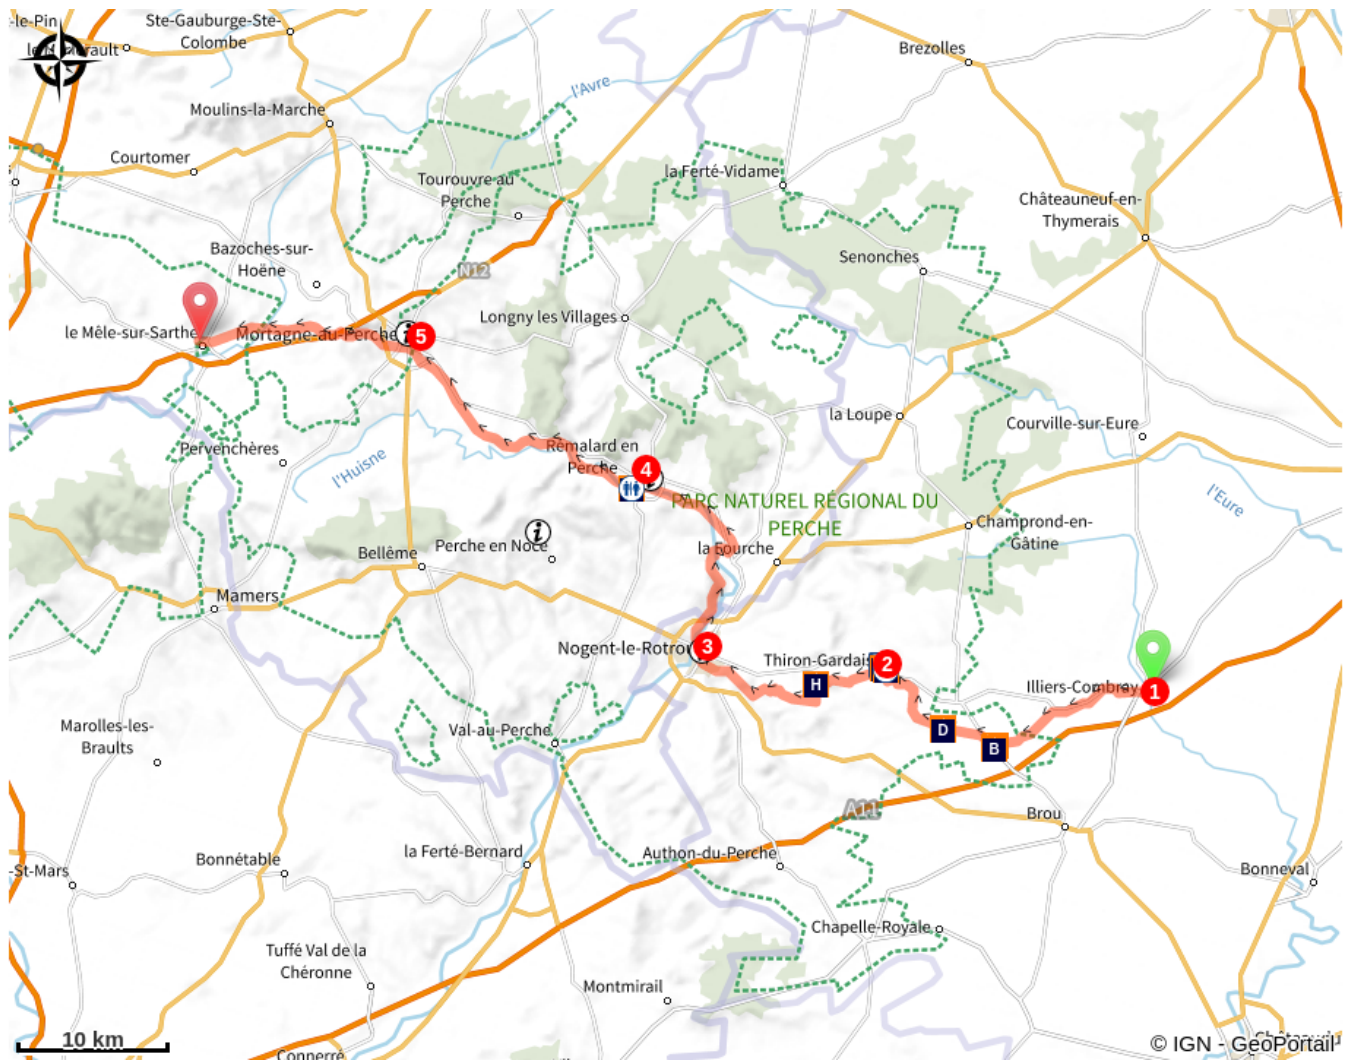 -le-Pin
Ste-Gauburge-Ste-
Colombe
Brezolles
l'Avre
Moulins-la-Marche
Courtomer
la Ferté-Vidame
Tourouvre au
Perche
Châteauneuf-en-
Thymerais
Bazoches-sur-
Hoëne
Senonches
N12
Longny les Villages
le Mêle-sur-Sarthe
Mortagne-au-Perche
5
la Loupe
Courville-sur-Eure
Pervenchères
Rémalard en
Perche
4
l'Huisne
l'Eure
PARC NATUREL RÉGIONAL DU
PERCHE
Champrond-en-
Gâtine
Bellême
Perche en Nocé
la Fourche
Mamers
Nogent-le-Rotrou
3
Thiron-Gardais
2
H
Illiers-Combray
1
Marolles-les-
Braults
Val-au-Perche
D
B
A11
Brou
-St-Mars
Bonnétable
la Ferté-Bernard
Authon-du-Perche
Bonneval
Chapelle-Royale
Tuffé Val de la
Chéronne
Montmirail
10 km
Connerré
© IGN - GeoPortail